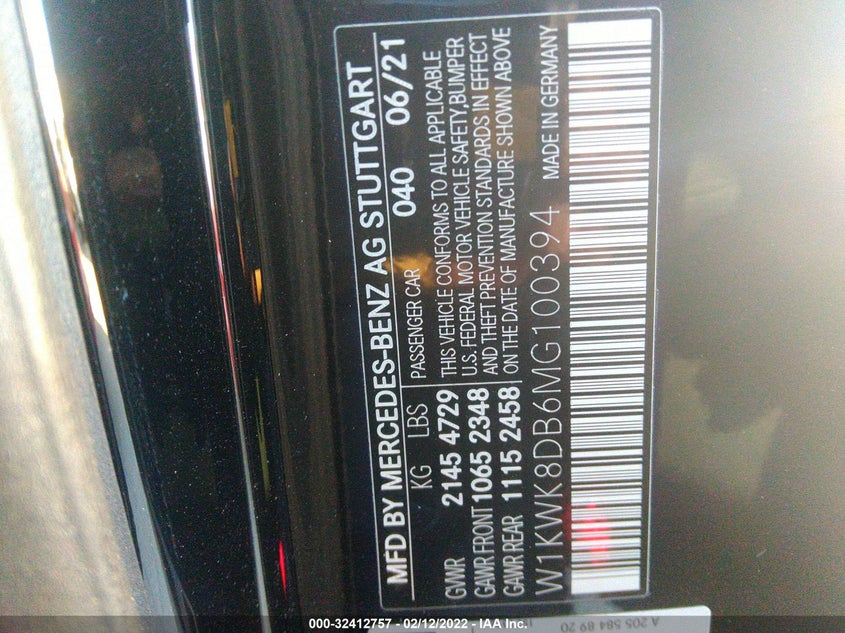 MFD BY MERCEDES-BENZ AG STUTTGART
KG LBS PASSENGER CAR 040 06/21
GVWR 2145 4729 THIS VEHICLE CONFORMS TO ALL APPLICABLE
GAWR FRONT 1065 2348 U.S. FEDERAL MOTOR VEHICLE SAFETY,BUMPER
AND THEFT PREVENTION STANDARDS IN EFFECT
GAWR REAR 1115 2458 ON THE DATE OF MANUFACTURE SHOWN ABOVE
W1KWK8DB6MG100394 MADE IN GERMANY
A 205 584 89 20
000-32412757 - 02/12/2022 - IAA Inc.